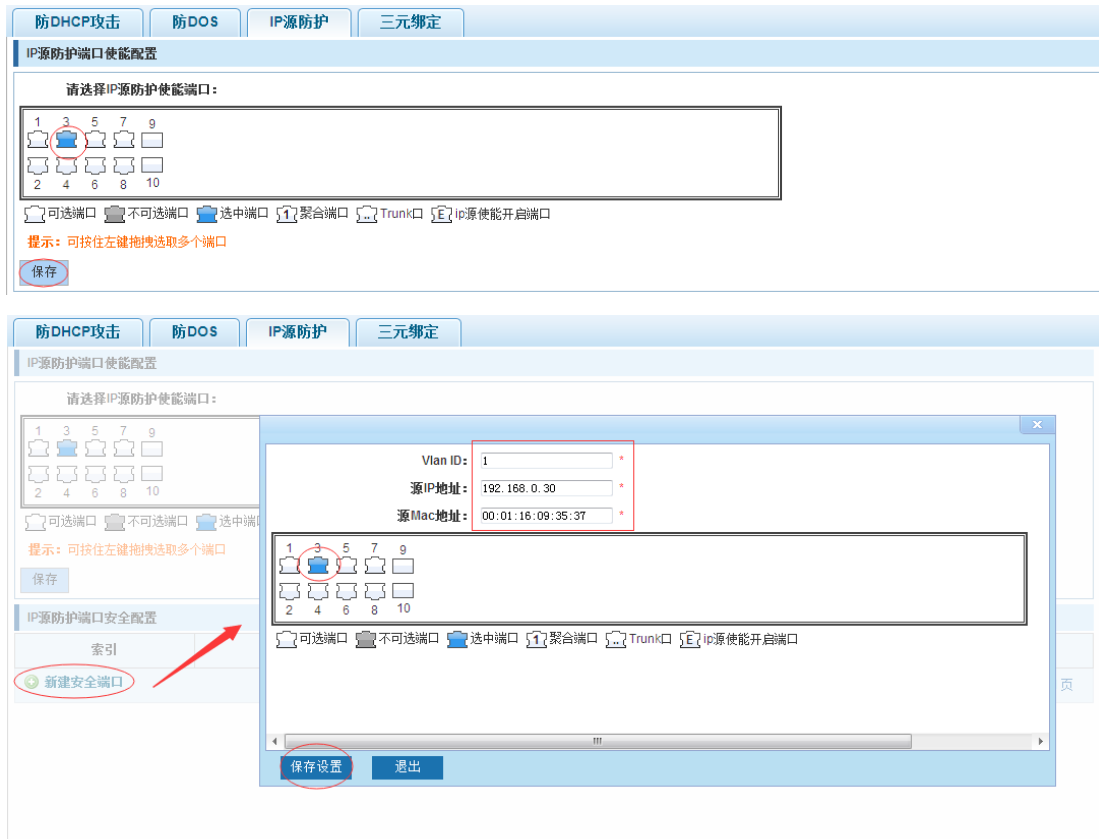 防DHCP攻击 防DOS IP源防护 三元绑定
IP源防护端口使能配置
请选择IP源防护使能端口：
1 3 5 7 9
2 4 6 8 10
可选端口 不可选端口 选中端口 1 聚合端口 Trunk口 E ip源使能开启端口
提示：可按住左键拖拽选取多个端口
保存
防DHCP攻击 防DOS IP源防护 三元绑定
IP源防护端口使能配置
请选择IP源防护使能端口：
1 3 5 7 9
2 4 6 8 10
可选端口 不可选端口 选中端
提示：可按住左键拖拽选取多个端口
保存
IP源防护端口安全配置
索引
新建安全端口
页
Vlan ID： 1 *
源IP地址： 192.168.0.30 *
源Mac地址： 00:01:16:09:35:37 *
1 3 5 7 9
2 4 6 8 10
可选端口 不可选端口 选中端口 1 聚合端口 Trunk口 E ip源使能开启端口
保存设置 退出